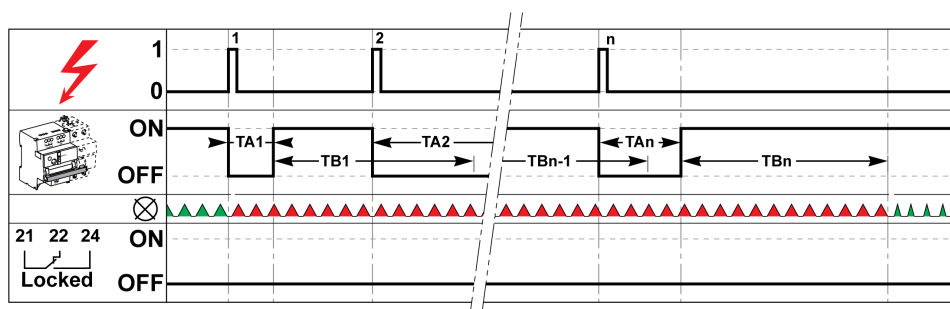 1 2 n
1
0
ON
TA1 TA2 TAn
TB1 TBn-1 TBn
OFF
21 22 24 ON
Locked OFF